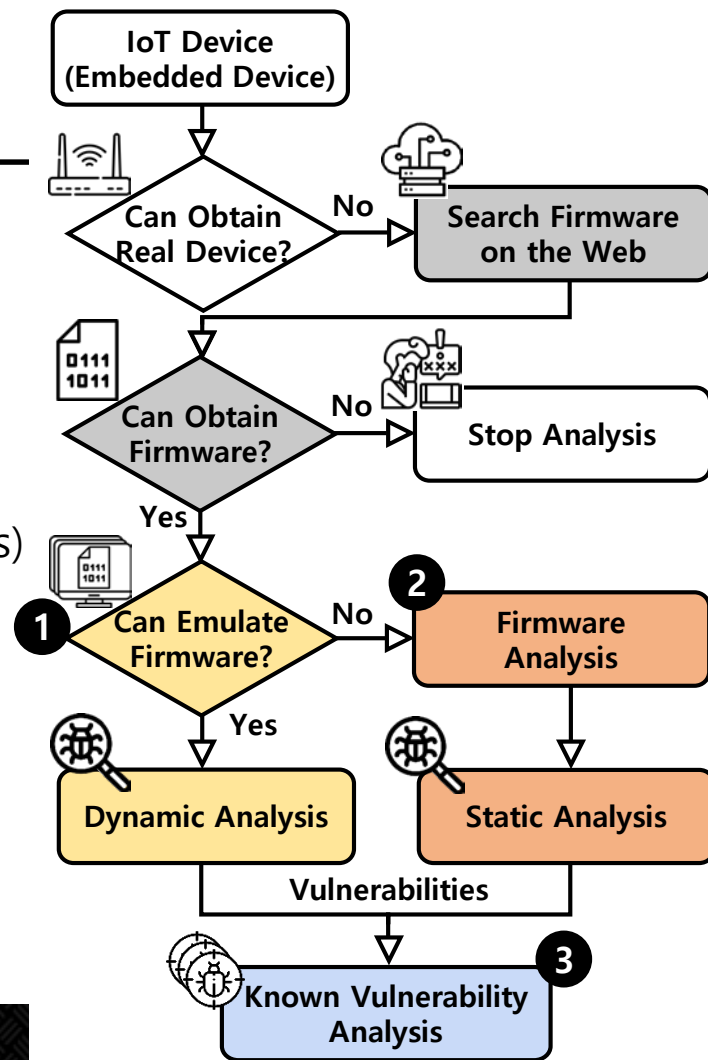 IoT Device
(Embedded Device)
Can Obtain
Real Device?
No
Search Firmware
on the Web
0111
1011
Can Obtain
Firmware?
No
xxx
Stop Analysis
Yes
s)
0111
1011
1
Can Emulate
Firmware?
No
2
Firmware
Analysis
Yes
Dynamic Analysis
Static Analysis
Vulnerabilities
3
Known Vulnerability
Analysis